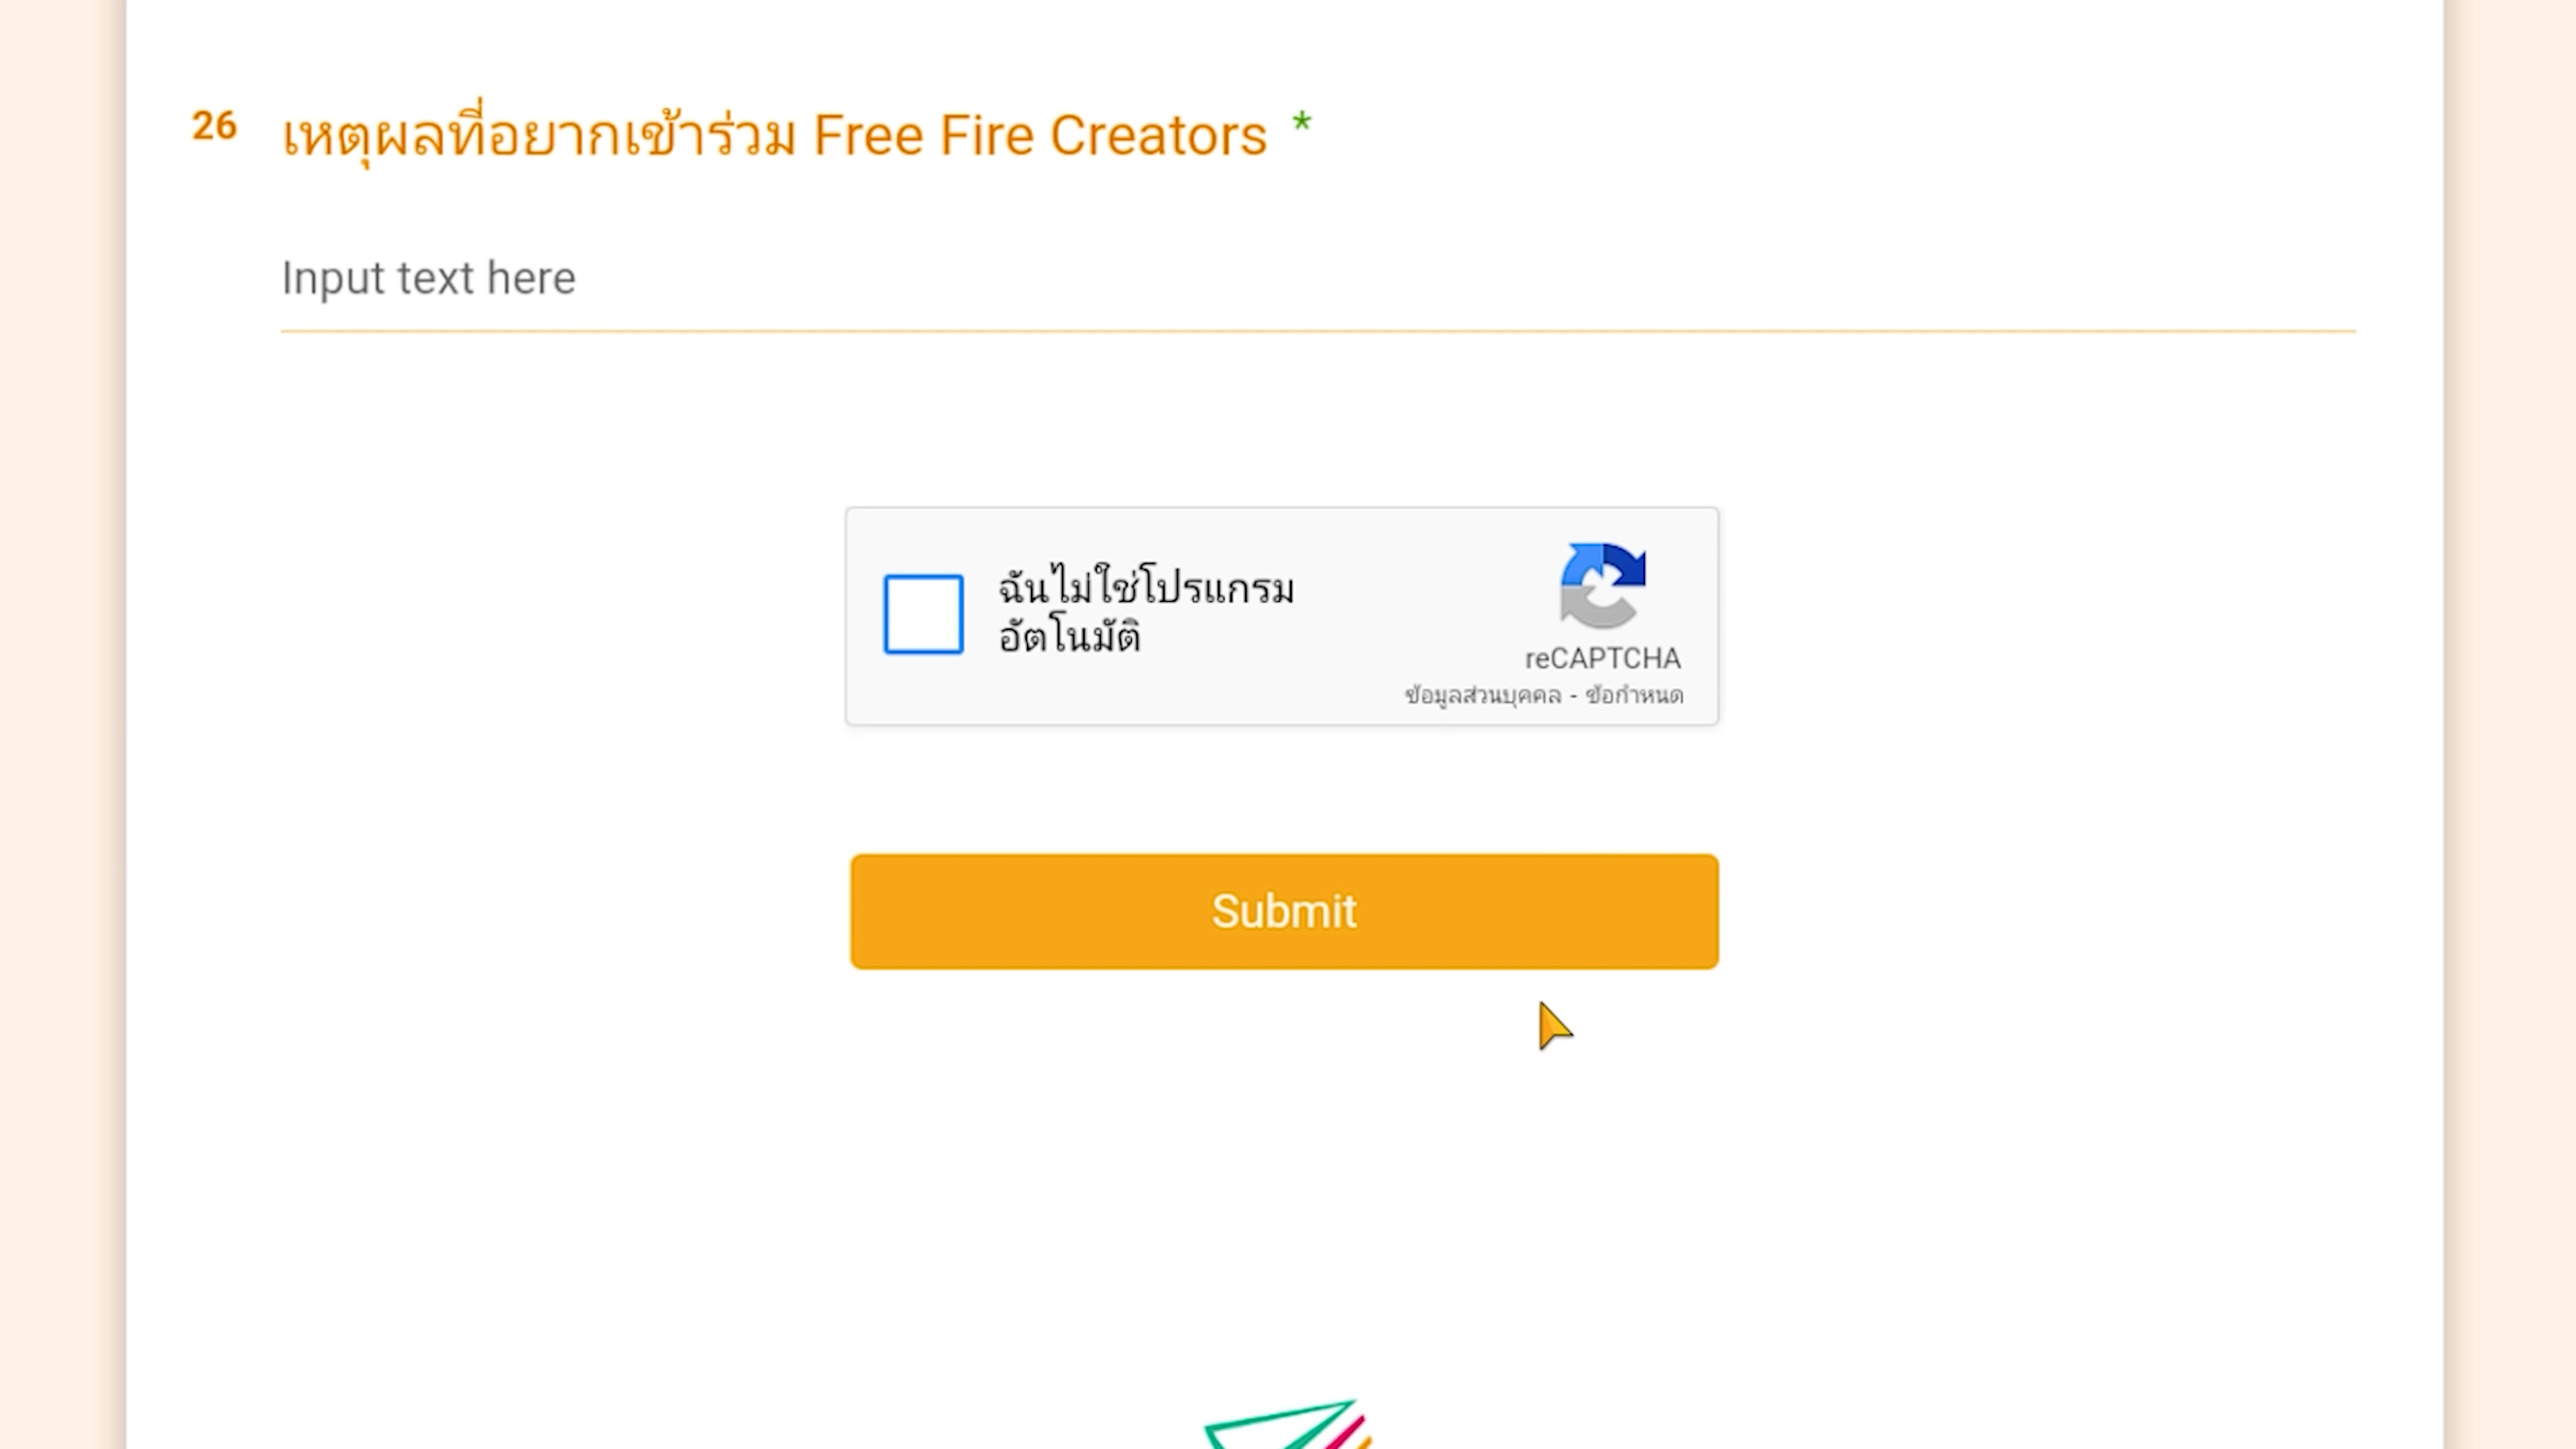 26 เหตุผลที่อยากเข้าร่วม Free Fire Creators *
Input text here
ฉันไม่ใช่โปรแกรม
อัตโนมัติ
reCAPTCHA
ข้อมูลส่วนบุคคล - ข้อกำหนด
Submit